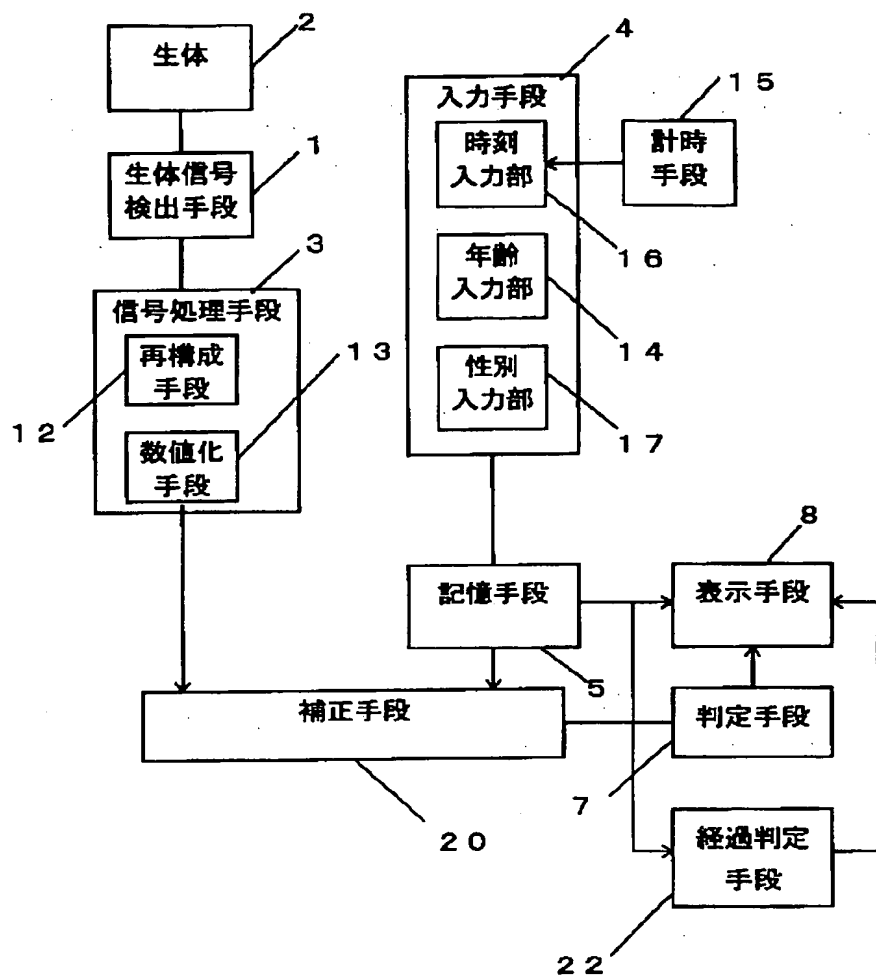 2
生体
1
生体信号
検出手段
3
信号処理手段
再構成
手段
12
13
数値化
手段
4
入力手段
時刻
入力部
15
計時
手段
16
年齢
入力部
14
性別
入力部
17
記憶手段
5
8
表示手段
補正手段
20
判定手段
7
経過判定
手段
22